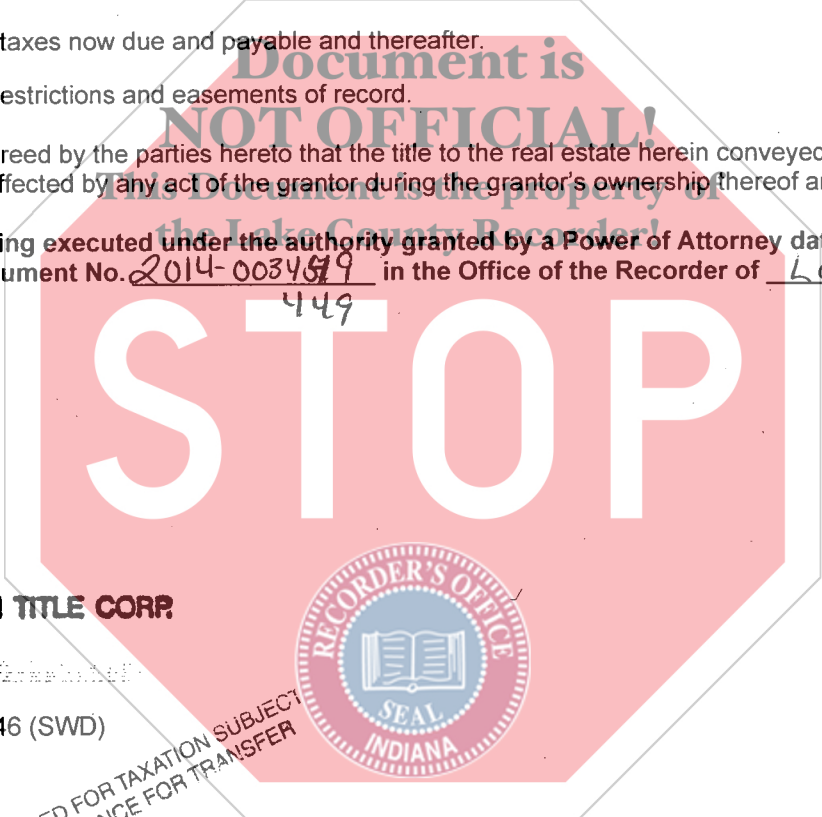 taxes now due and payable and thereafter.
Document is
estrictions and easements of record.
NOT OFFICIAL!
reed by the parties hereto that the title to the real estate herein conveyed
ffected by any act of the grantor during the grantor's ownership thereof a
This Document is the property of
the Lake County Recorder!
ing executed under the authority granted by a Power of Attorney da
ument No. 2014-0034 9 in the Office of the Recorder of
449
STOP
TITLE CORP.
RECORDER'S OFFICE
SEAL
INDIANA
46 (SWD)
ED FOR TAXATION SUBJECT
NCE FOR TRANSFER